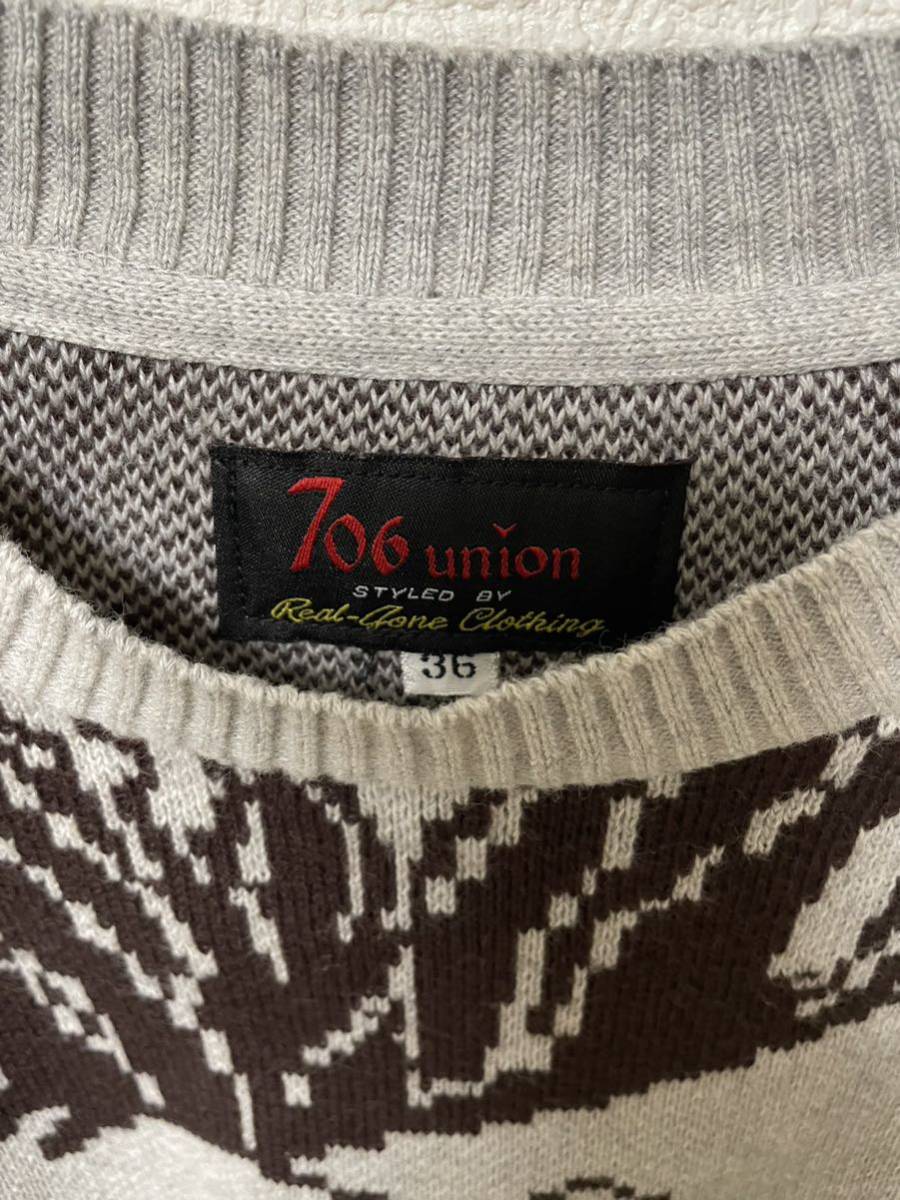 706 union
STYLED BY
Real-Gone Clothing
36